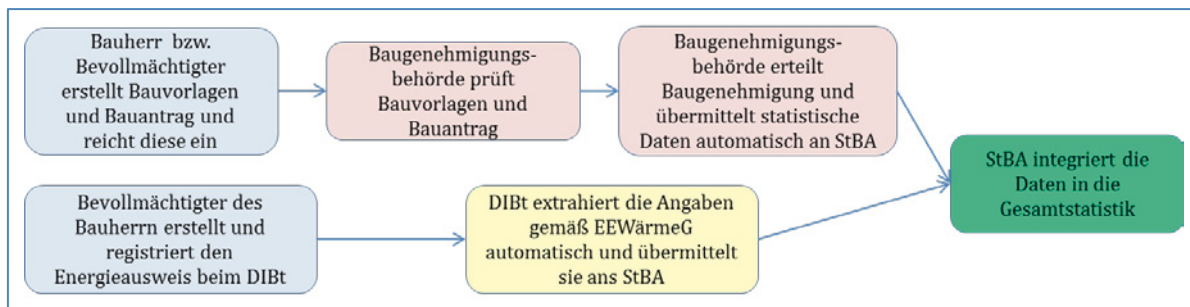 Bauherr bzw.
Bevollmächtigter
erstellt Bauvorlagen
und Bauantrag und
reicht diese ein
Baugenehmigungs-
behörde prüft
Bauvorlagen und
Bauantrag
Baugenehmigungs-
behörde erteilt
Baugenehmigung und
übermittelt statistische
Daten automatisch an StBA
StBA integriert die
Daten in die
Gesamtstatistik
Bevollmächtigter des
Bauherrn erstellt und
registriert den
Energieausweis beim DIBt
DIBt extrahiert die Angaben
gemäß EEWärmeG
automatisch und übermittelt
sie ans StBA